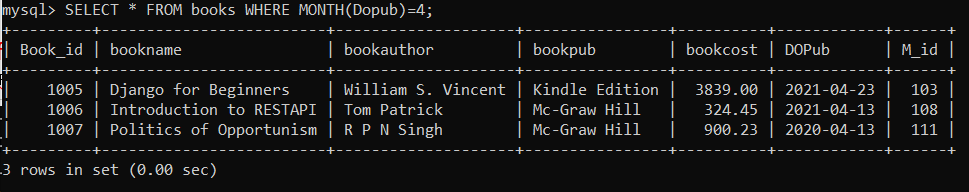 mysql> SELECT * FROM books WHERE MONTH(Dopub)=4;
+---------+-----------------------+--------------------+----------------+----------+------------+------+
| Book_id | bookname              | bookauthor         | bookpub        | bookcost | DOPub      | M_id |
+---------+-----------------------+--------------------+----------------+----------+------------+------+
|    1005 | Django for Beginners  | William S. Vincent | Kindle Edition |  3839.00 | 2021-04-23 |  103 |
|    1006 | Introduction to RESTAPI | Tom Patrick      | Mc-Graw Hill   |   324.45 | 2021-04-13 |  108 |
|    1007 | Politics of Opportunism | R P N Singh      | Mc-Graw Hill   |   900.23 | 2020-04-13 |  111 |
+---------+-----------------------+--------------------+----------------+----------+------------+------+
3 rows in set (0.00 sec)